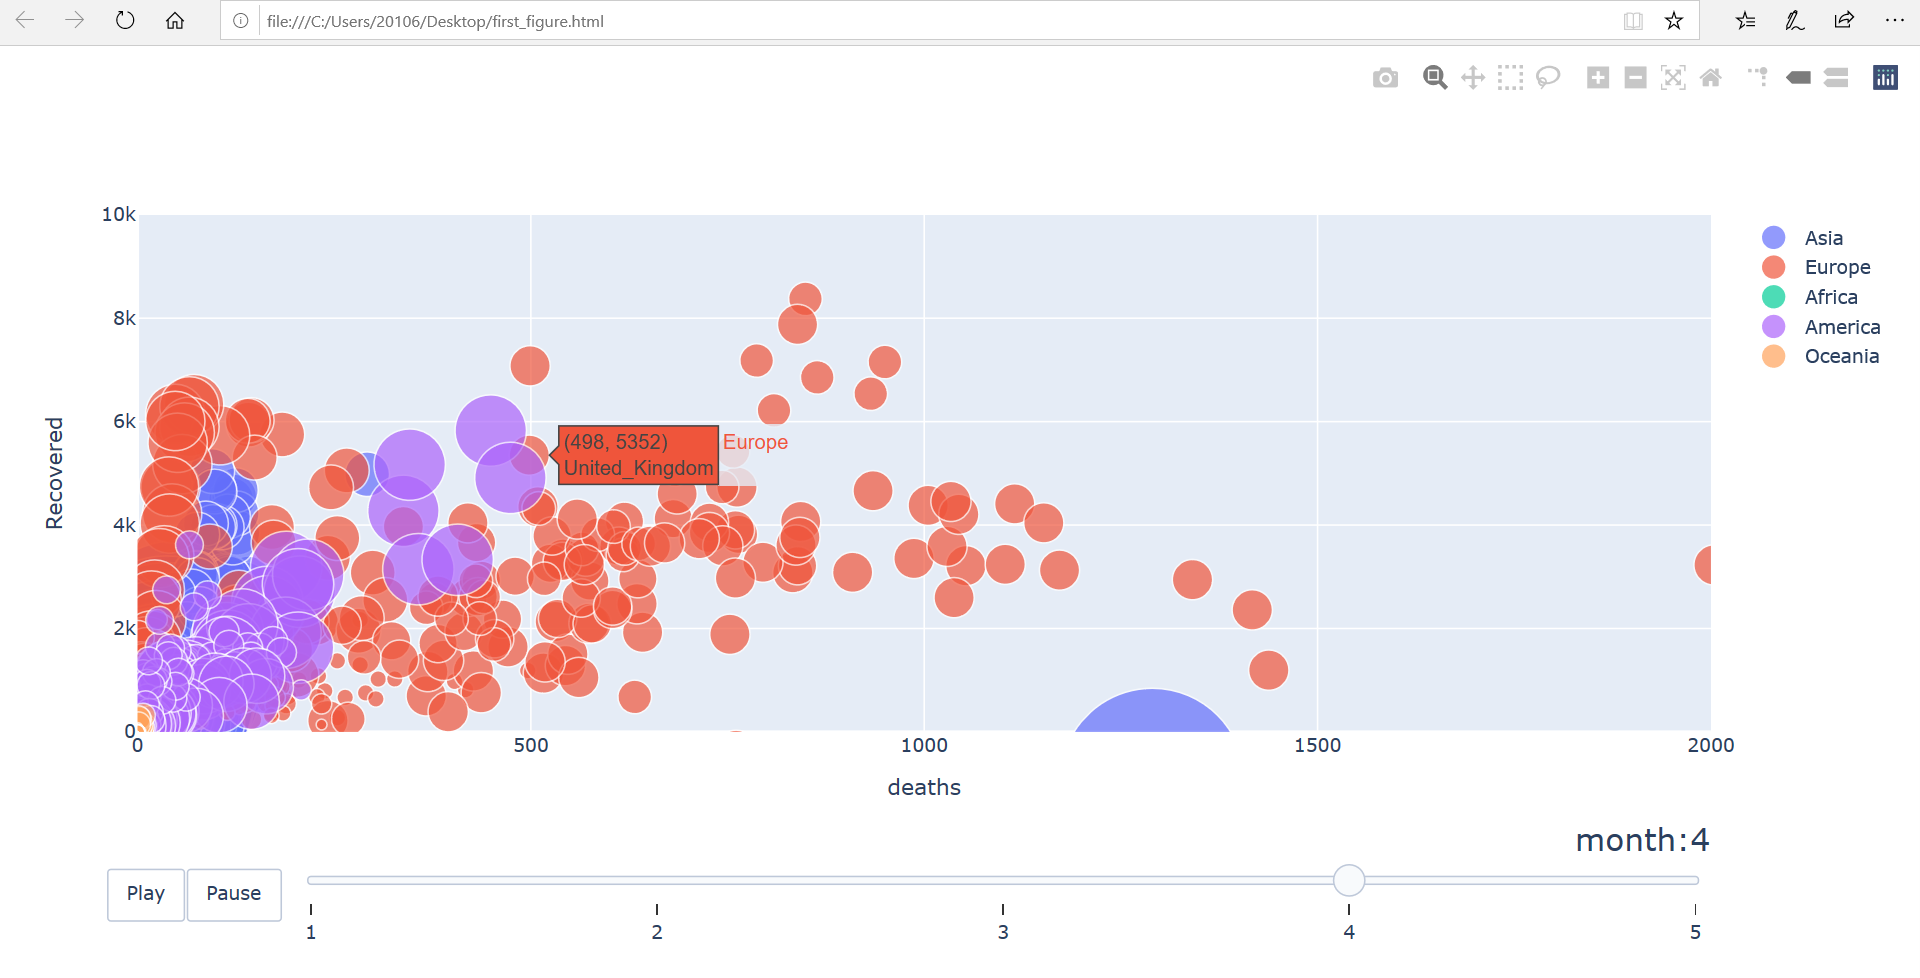 file:///C:/Users/20106/Desktop/first_figure.html
10k
8k
6k
4k
2k
0
Recovered
0
500
1000
1500
2000
deaths
(498, 5352)
United_Kingdom
Europe
Asia
Europe
Africa
America
Oceania
month:4
Play
Pause
1
2
3
4
5